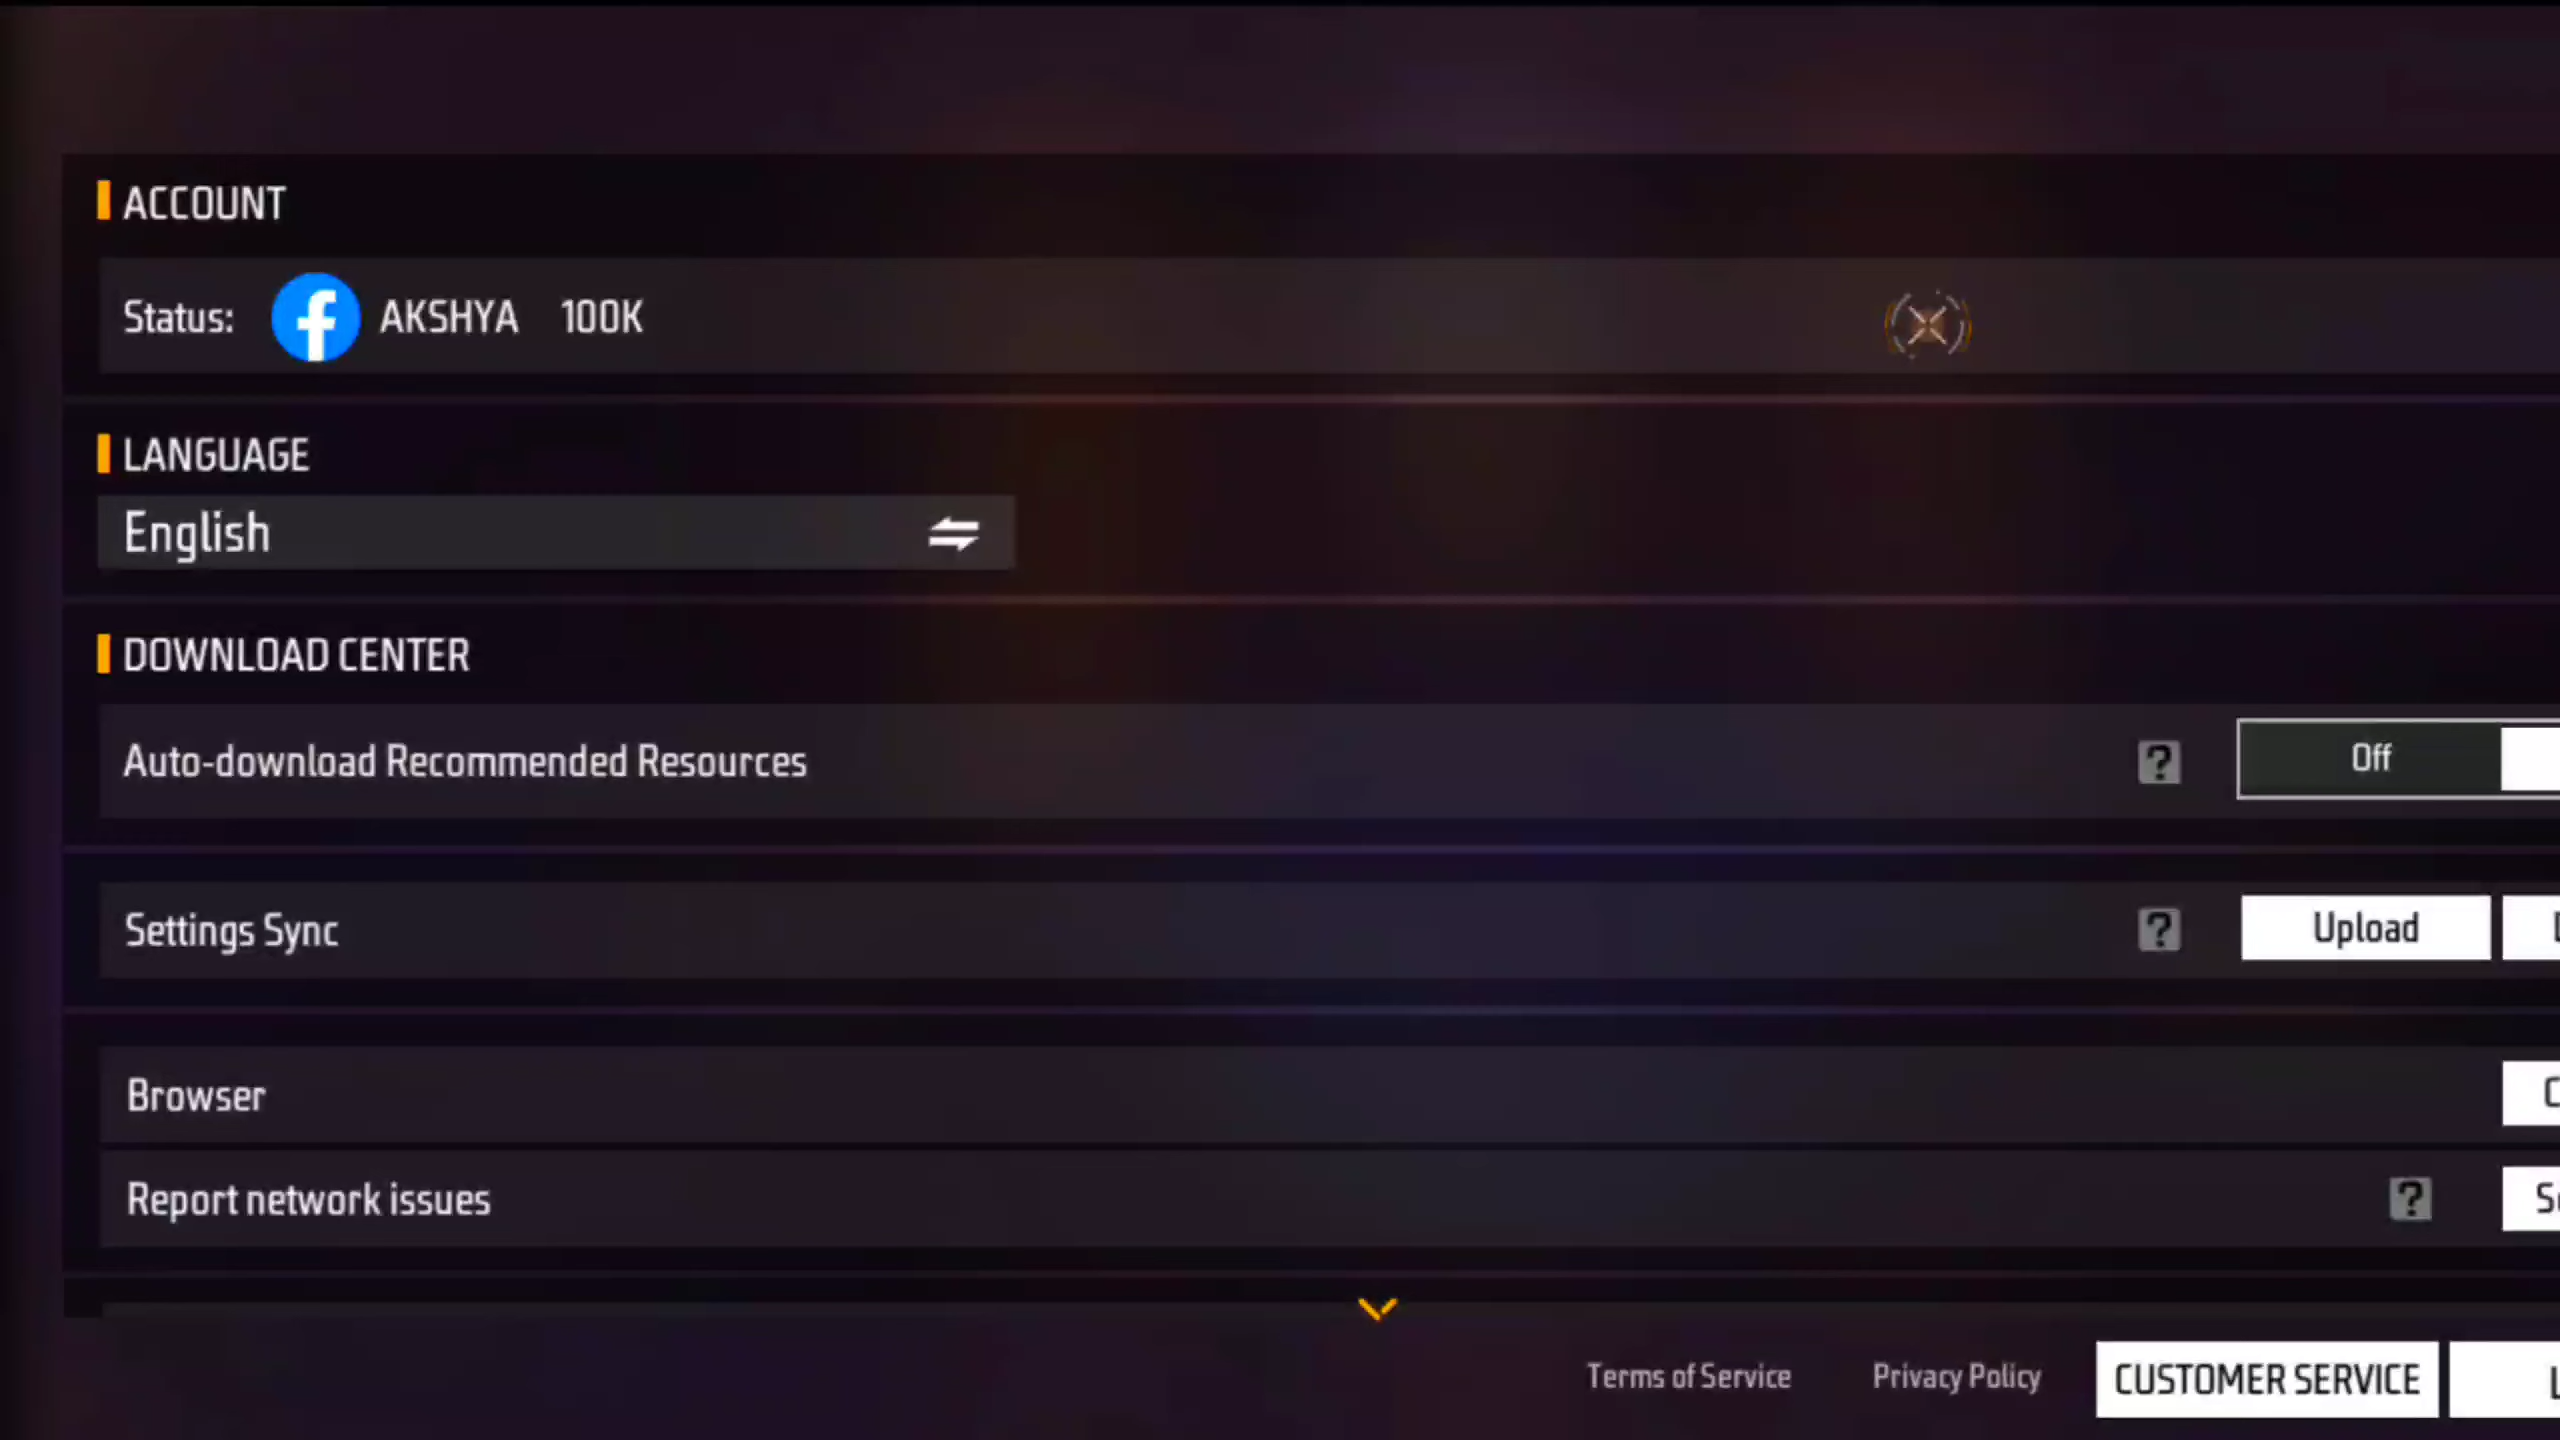 ACCOUNT
Status: AKSHYA 100K
LANGUAGE
English
DOWNLOAD CENTER
Auto-download Recommended Resources ? Off
Settings Sync ? Upload
Browser
Report network issues ?
Terms of Service Privacy Policy CUSTOMER SERVICE